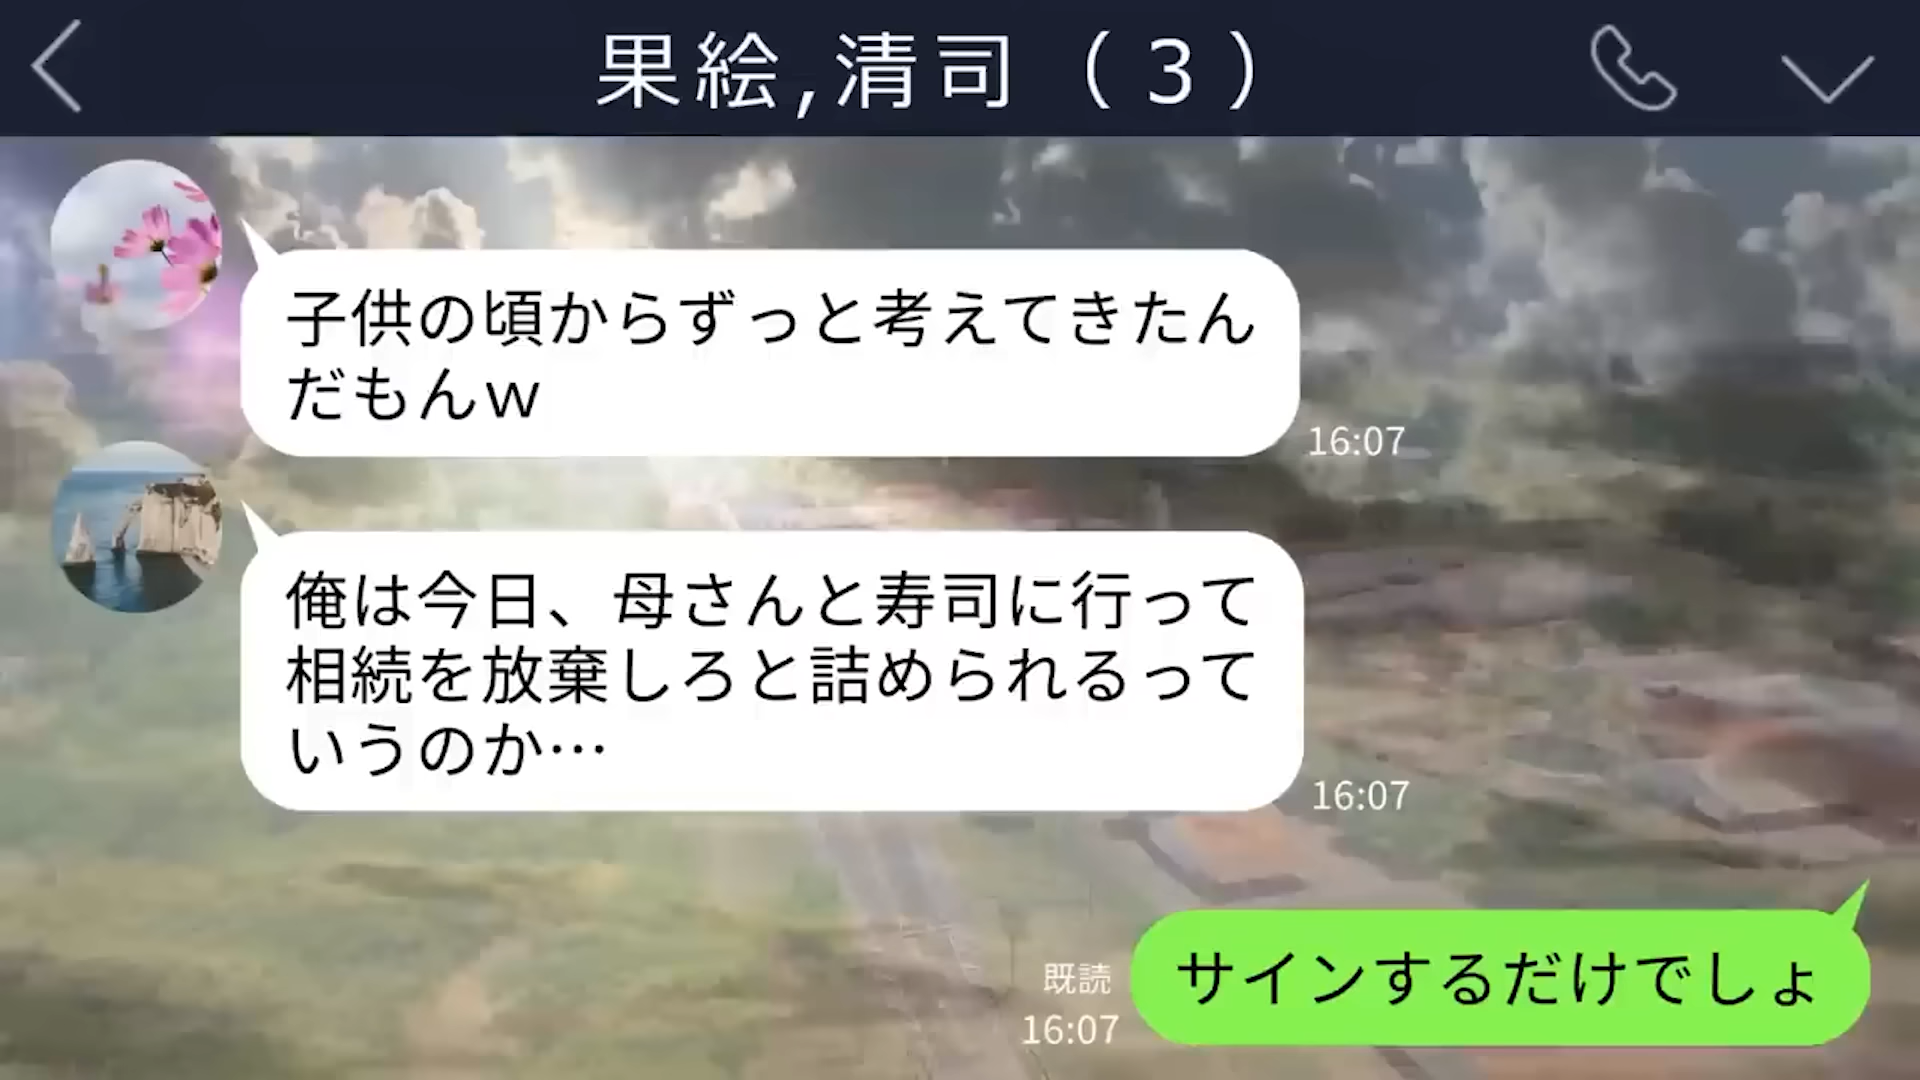 果絵,清司（3）
子供の頃からずっと考えてきたん
だもんｗ
16:07
俺は今日、母さんと寿司に行って
相続を放棄しろと詰められるって
いうのか…
16:07
サインするだけでしょ
既読
16:07